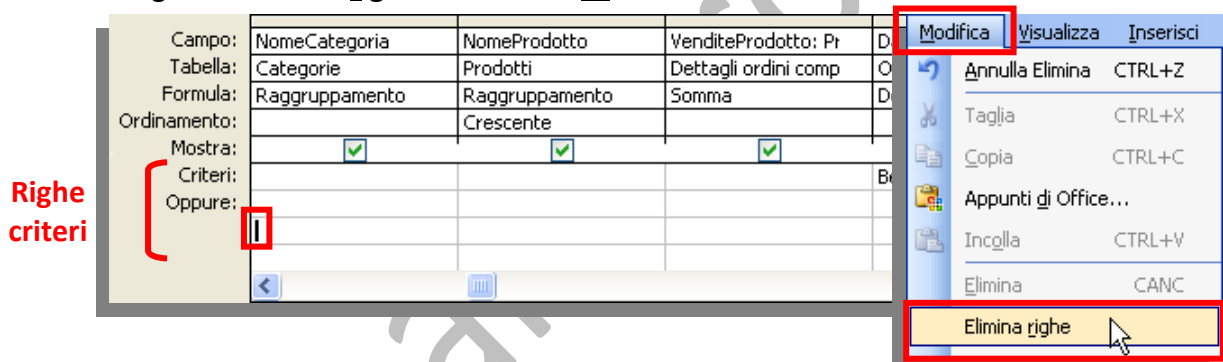 Campo: NomeCategoria NomeProdotto VenditeProdotto: Pr
Tabella: Categorie Prodotti Dettagli ordini comp
Formula: Raggruppamento Raggruppamento Somma
Ordinamento: Crescente
Mostra:
Criteri:
Oppure:
Righe
criteri
Modifica Visualizza Inserisci
Annulla Elimina CTRL+Z
Taglia CTRL+X
Copia CTRL+C
Appunti di Office...
Incolla CTRL+V
Elimina CANC
Elimina righe